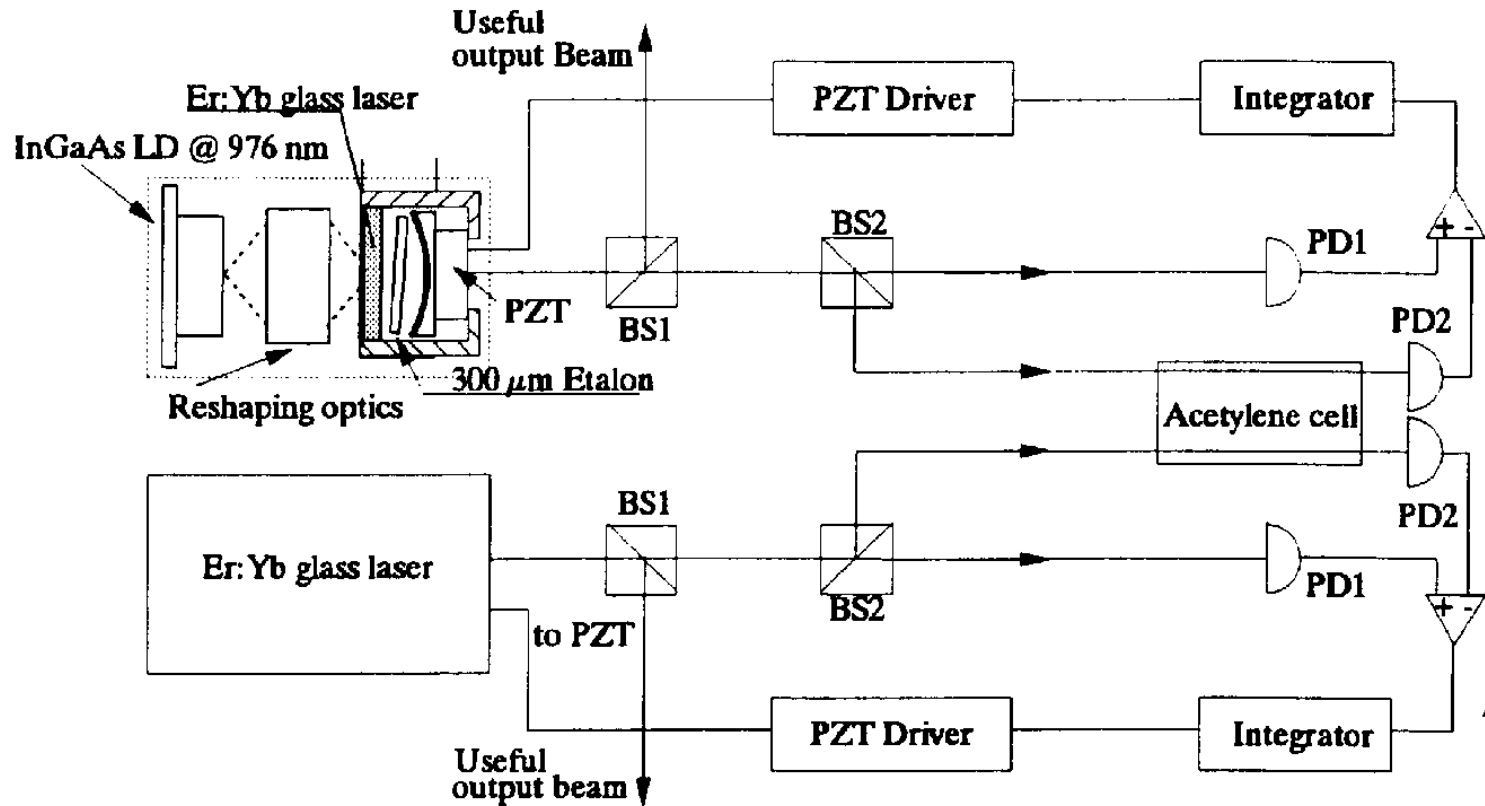 Useful
output Beam
Er:Yb glass laser
InGaAs LD @ 976 nm
PZT Driver
Integrator
BS2
PD1
+ -
PZT
BS1
PD2
300 μm Etalon
Reshaping optics
Acetylene cell
BS1
PD2
Er:Yb glass laser
BS2
PD1
+ -
to PZT
PZT Driver
Integrator
Useful
output beam